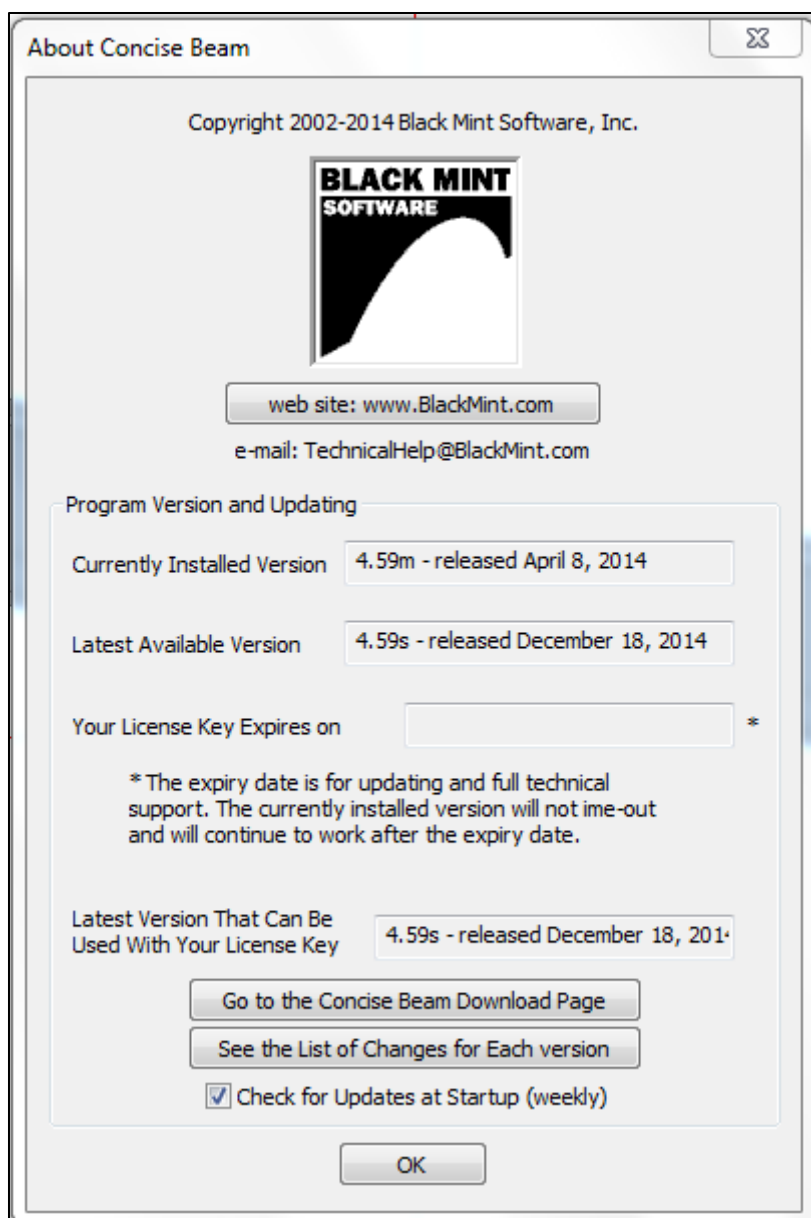 About Concise Beam
Copyright 2002-2014 Black Mint Software, Inc.
BLACK MINT
SOFTWARE
web site: www.BlackMint.com
e-mail: TechnicalHelp@BlackMint.com
Program Version and Updating
Currently Installed Version 4.59m - released April 8, 2014
Latest Available Version 4.59s - released December 18, 2014
Your License Key Expires on *
* The expiry date is for updating and full technical
support. The currently installed version will not ime-out
and will continue to work after the expiry date.
Latest Version That Can Be
Used With Your License Key 4.59s - released December 18, 201
Go to the Concise Beam Download Page
See the List of Changes for Each version
Check for Updates at Startup (weekly)
OK